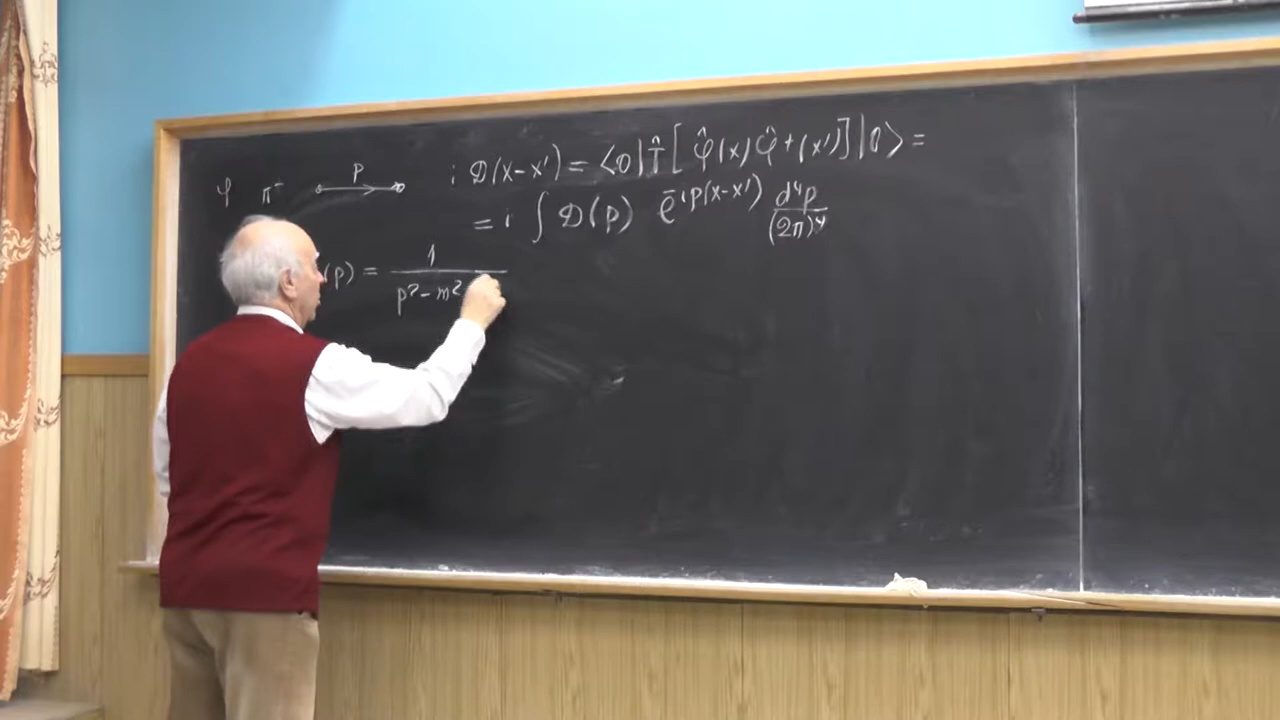 φ π⁺ p i D(x-x') = <0|T̂[φ̂(x)φ̂⁺(x')]|0> =
= i ∫ D(p) e^{-ip(x-x')} d⁴p/(2π)⁴
(p) = 1/(p²-m²